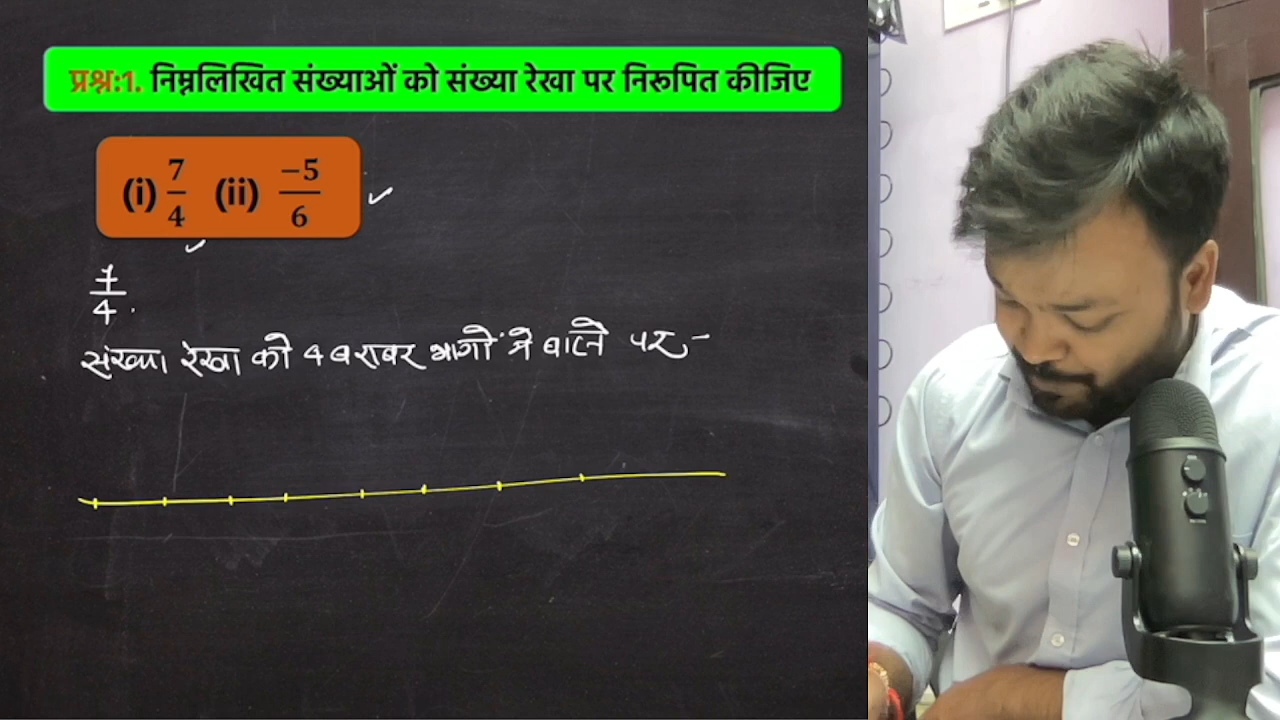 प्रश्न:1. निम्नलिखित संख्याओं को संख्या रेखा पर निरूपित कीजिए
(i) 7/4 (ii) -5/6
7/4
संख्या रेखा को 4 बराबर भागों मे बाटने पर -